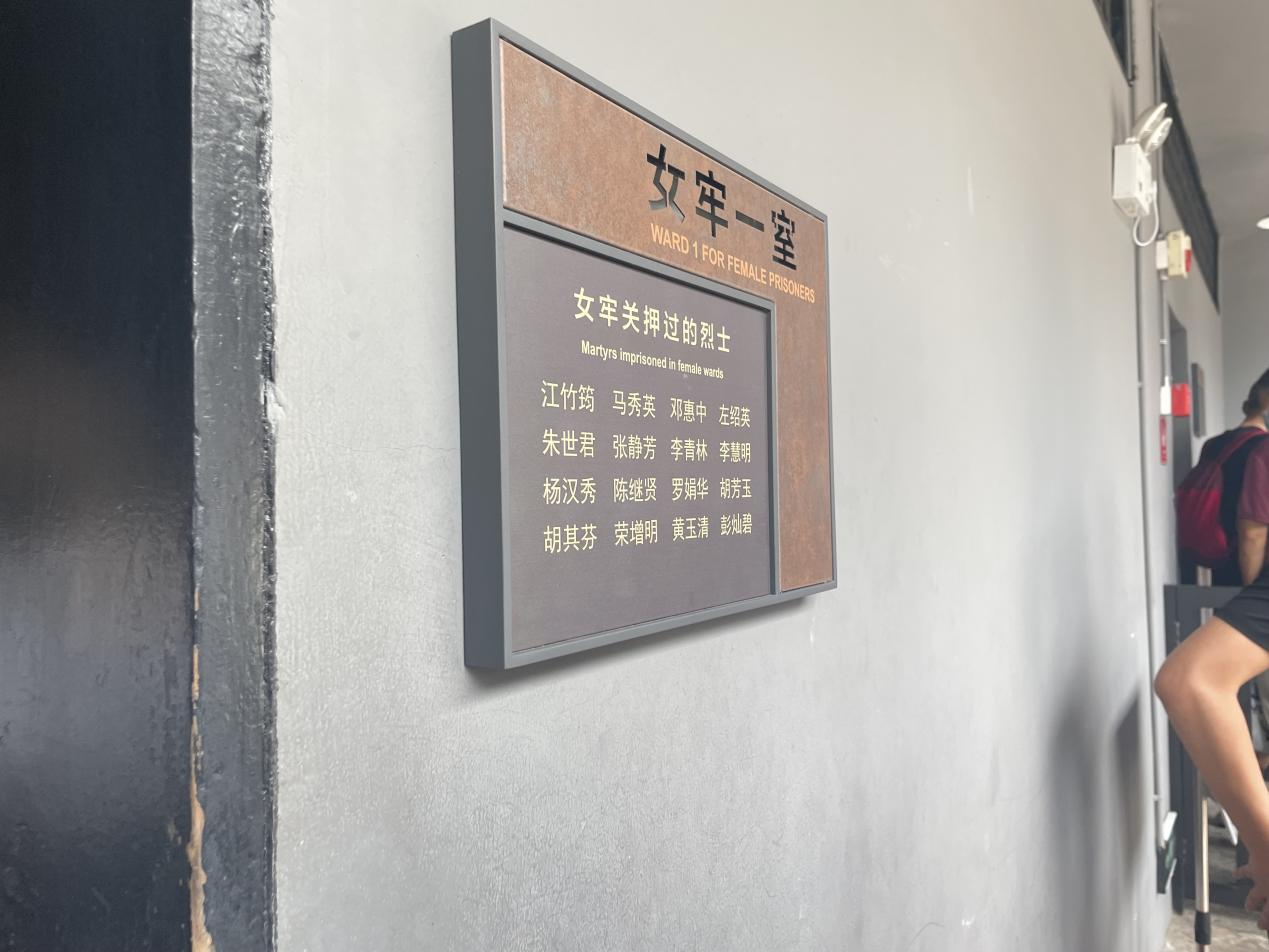 女牢一室
WARD 1 FOR FEMALE PRISONERS
女牢关押过的烈士
Martyrs imprisoned in female wards
江竹筠 马秀英 邓惠中 左绍英
朱世君 张静芳 李青林 李慧明
杨汉秀 陈继贤 罗娟华 胡芳玉
胡其芬 荣增明 黄玉清 彭灿碧